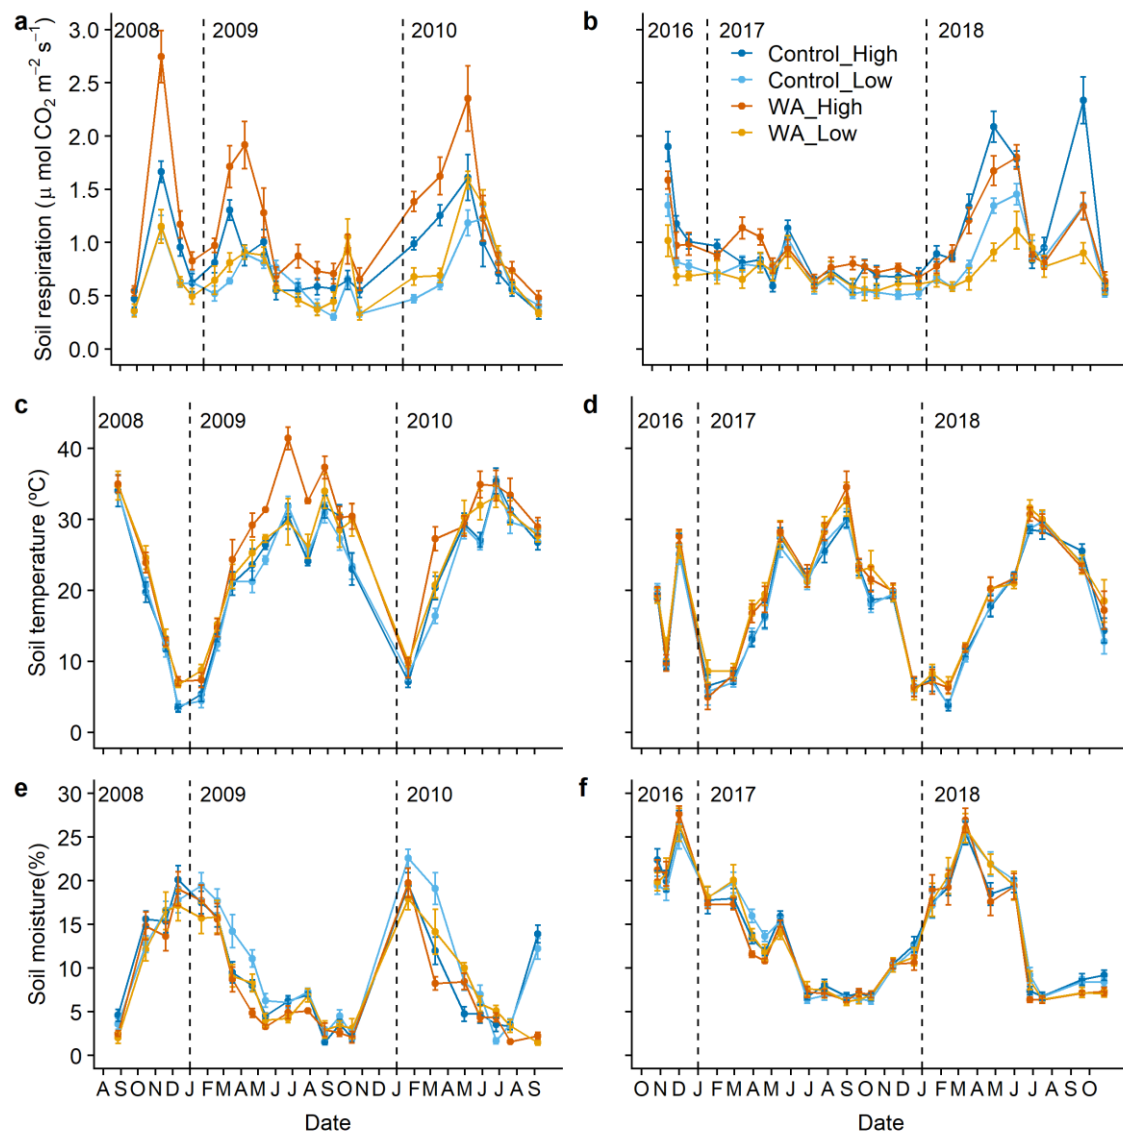 a
2008
2009
2010
3.0
2.5
2.0
1.5
1.0
0.5
0.0
Soil respiration (μ mol CO₂ m⁻² s⁻¹)
b
2016
2017
2018
Control_High
Control_Low
WA_High
WA_Low
c
2008
2009
2010
40
30
20
10
0
Soil temperature (ºC)
d
2016
2017
2018
e
2008
2009
2010
30
25
20
15
10
5
0
Soil moisture(%)
A S O N D J F M A M J J A S O N D J F M A M J J A S
Date
f
2016
2017
2018
O N D J F M A M J J A S O N D J F M A M J J A S O
Date